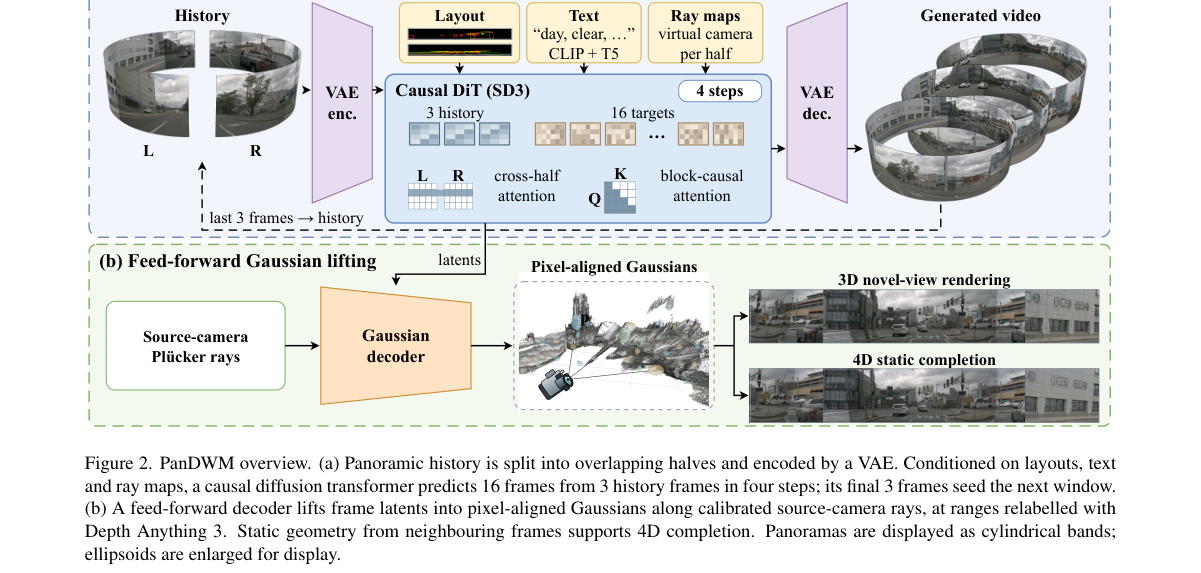 History
Layout
Text
“day, clear, …”
CLIP + T5
Ray maps
virtual camera
per half
Generated video
L
R
VAE
enc.
Causal DiT (SD3)
4 steps
3 history
16 targets
...
L R
cross-half
attention
K
Q
block-causal
attention
VAE
dec.
last 3 frames → history
(b) Feed-forward Gaussian lifting
latents
Source-camera
Plücker rays
Gaussian
decoder
Pixel-aligned Gaussians
3D novel-view rendering
4D static completion
Figure 2. PanDWM overview. (a) Panoramic history is split into overlapping halves and encoded by a VAE. Conditioned on layouts, text
and ray maps, a causal diffusion transformer predicts 16 frames from 3 history frames in four steps; its final 3 frames seed the next window.
(b) A feed-forward decoder lifts frame latents into pixel-aligned Gaussians along calibrated source-camera rays, at ranges relabelled with
Depth Anything 3. Static geometry from neighbouring frames supports 4D completion. Panoramas are displayed as cylindrical bands;
ellipsoids are enlarged for display.